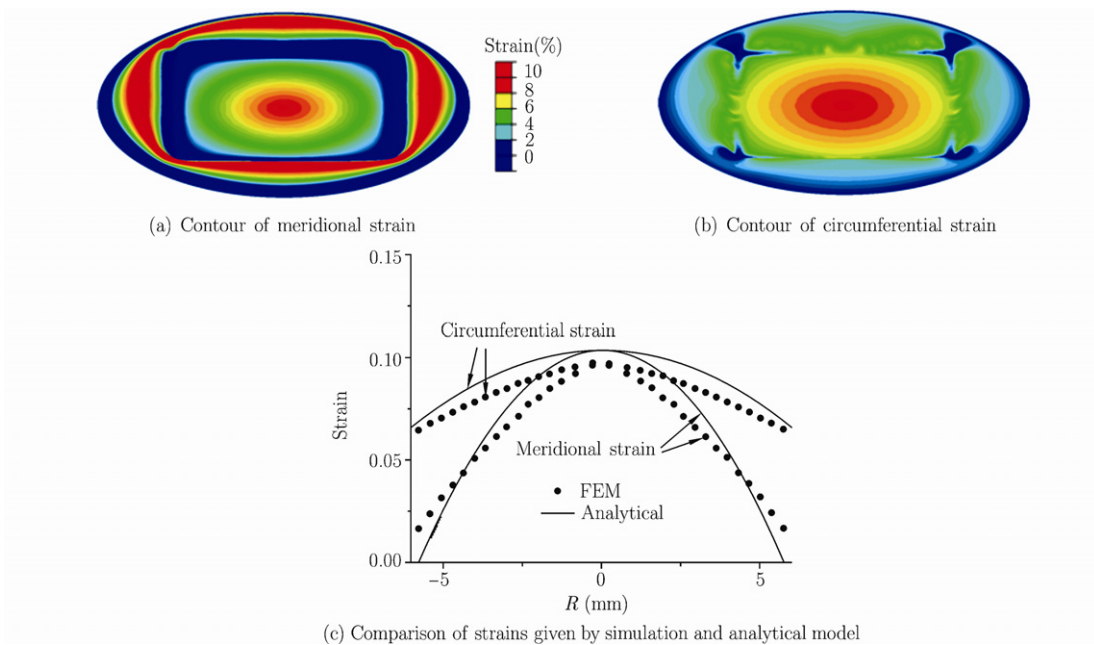 Strain(%)
10
8
6
4
2
0
(a) Contour of meridional strain
(b) Contour of circumferential strain
0.15
0.10
0.05
0.00
Strain
Circumferential strain
Meridional strain
FEM
Analytical
−5
0
5
R (mm)
(c) Comparison of strains given by simulation and analytical model